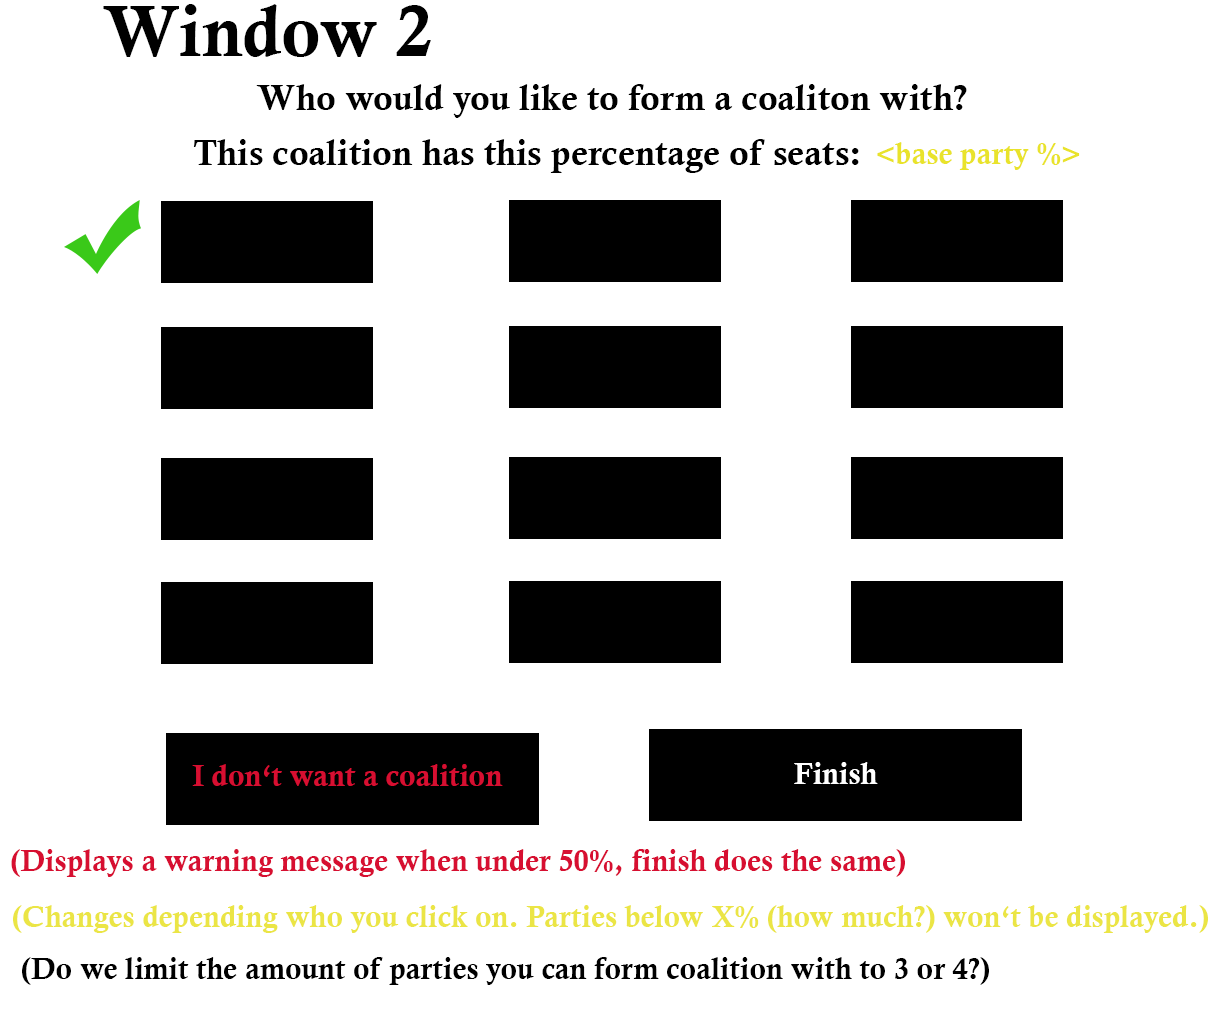 Window 2
Who would you like to form a coaliton with?
This coalition has this percentage of seats: <base party %>
I don‘t want a coalition
Finish
(Displays a warning message when under 50%, finish does the same)
(Changes depending who you click on. Parties below X% (how much?) won‘t be displayed.)
(Do we limit the amount of parties you can form coalition with to 3 or 4?)